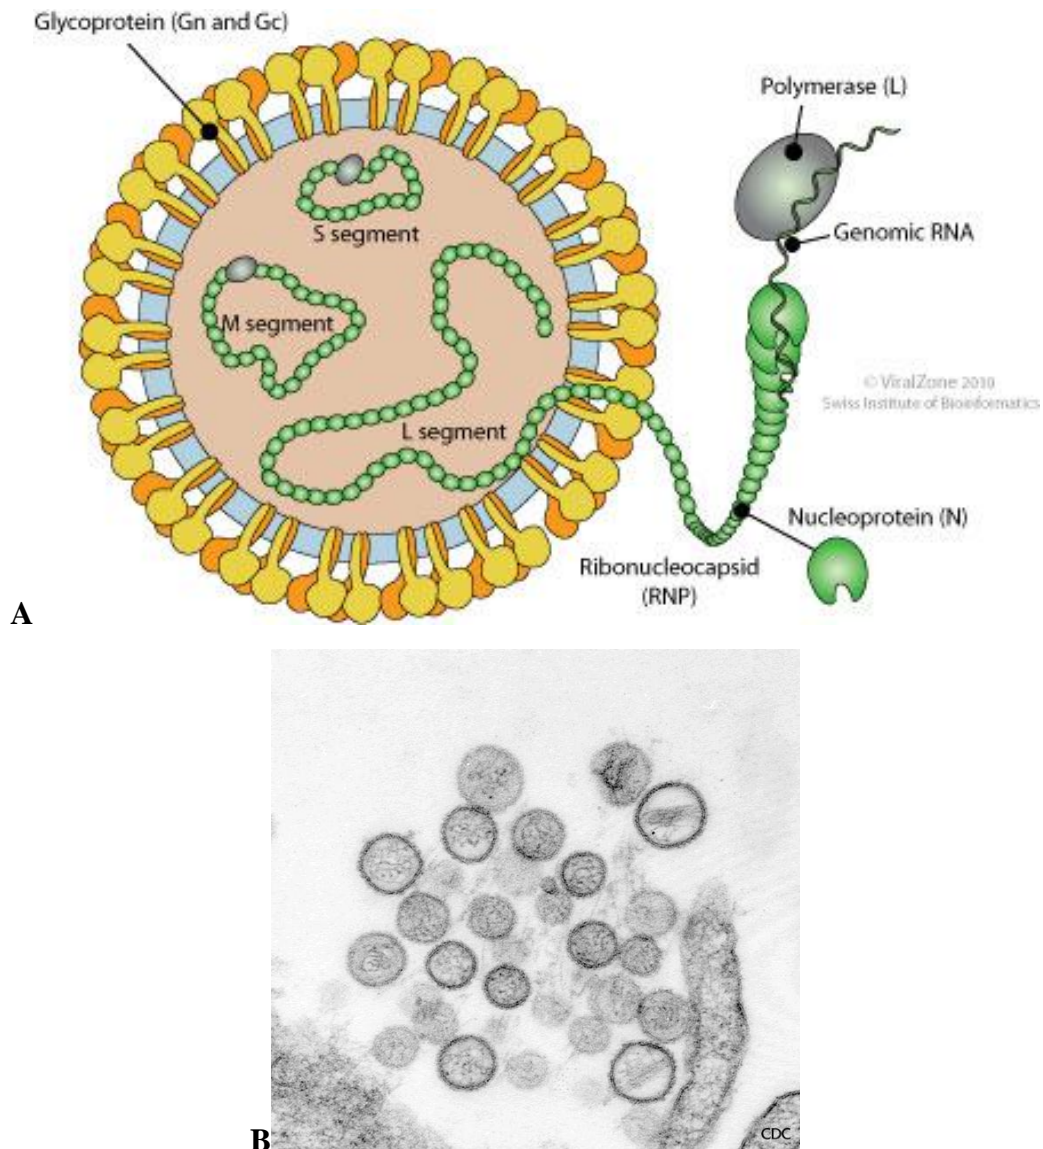 Glycoprotein (Gn and Gc)
Polymerase (L)
S segment
Genomic RNA
M segment
© ViralZone 2010
Swiss Institute of Bioinformatics
L segment
Nucleoprotein (N)
Ribonucleocapsid
(RNP)
A
CDC
B